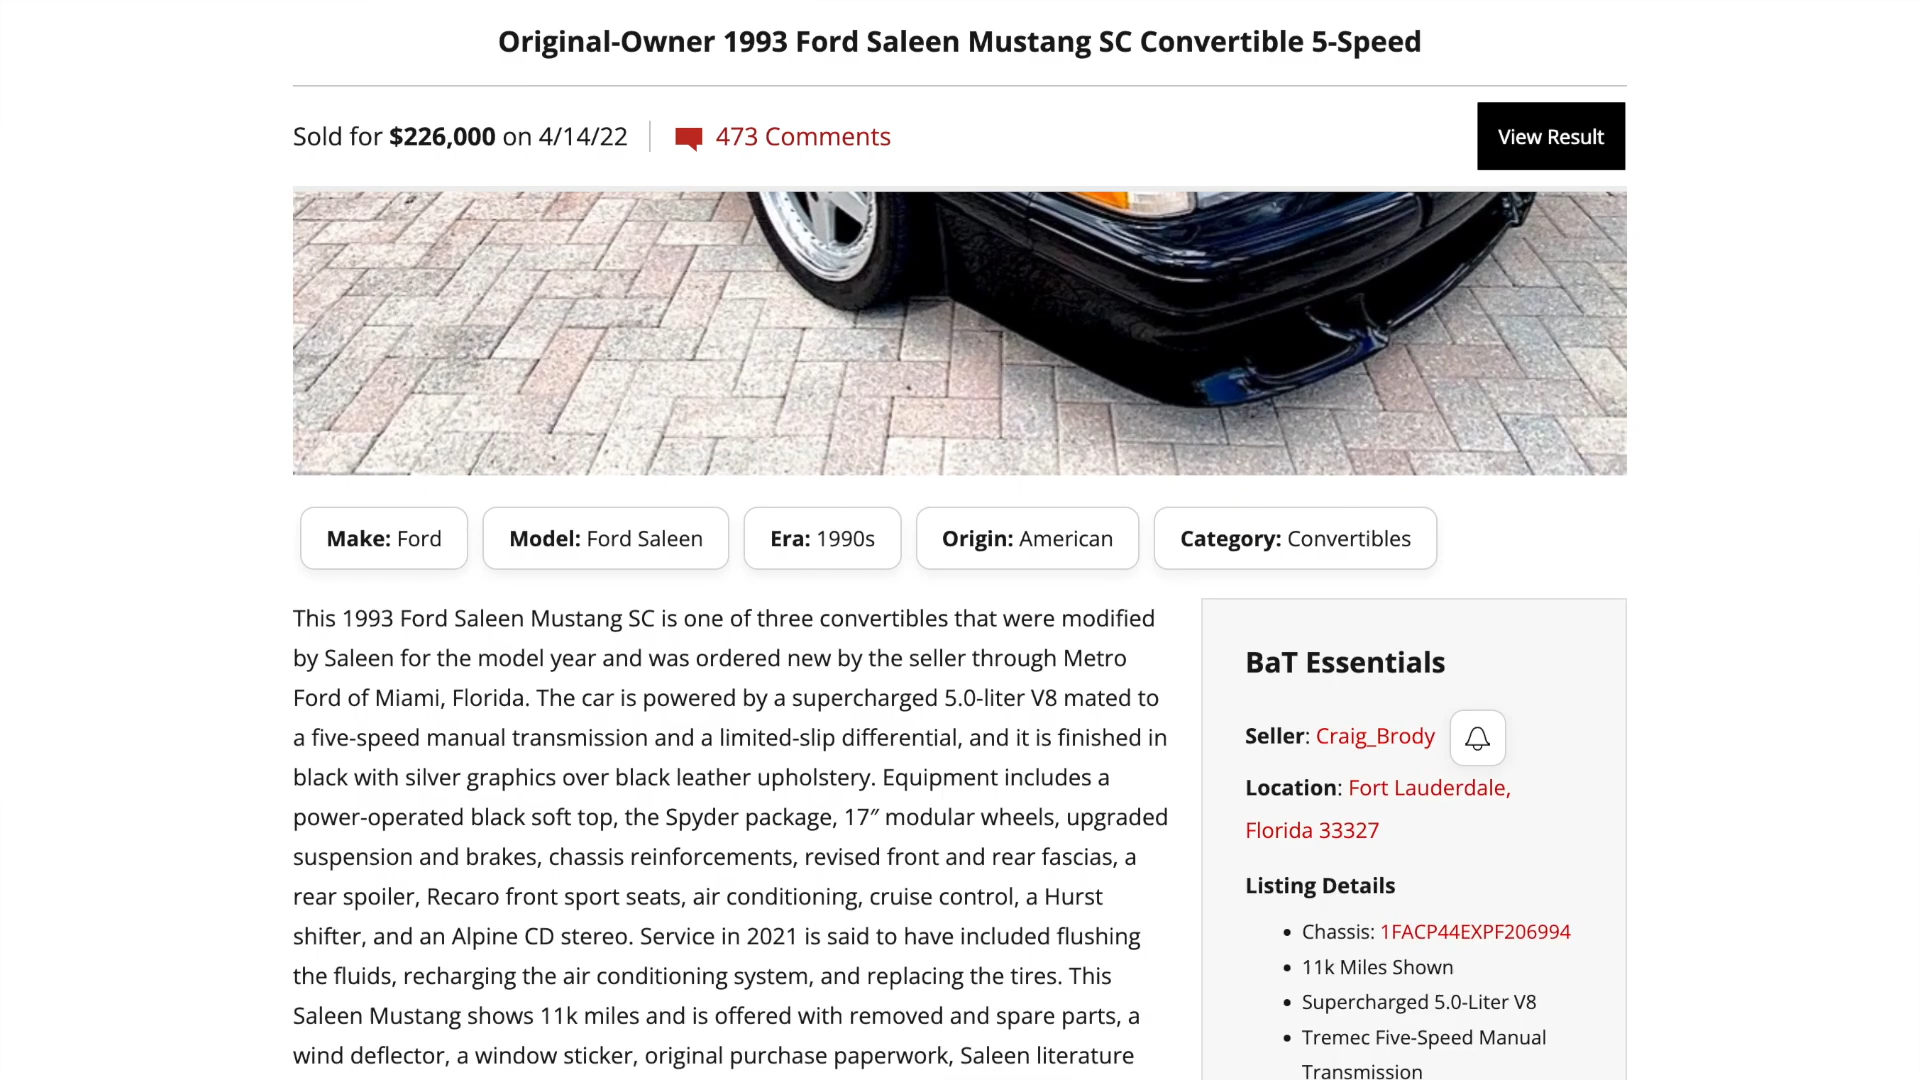 Original-Owner 1993 Ford Saleen Mustang SC Convertible 5-Speed
Sold for $226,000 on 4/14/22
473 Comments
View Result
Make: Ford
Model: Ford Saleen
Era: 1990s
Origin: American
Category: Convertibles
This 1993 Ford Saleen Mustang SC is one of three convertibles that were modified
by Saleen for the model year and was ordered new by the seller through Metro
Ford of Miami, Florida. The car is powered by a supercharged 5.0-liter V8 mated to
a five-speed manual transmission and a limited-slip differential, and it is finished in
black with silver graphics over black leather upholstery. Equipment includes a
power-operated black soft top, the Spyder package, 17″ modular wheels, upgraded
suspension and brakes, chassis reinforcements, revised front and rear fascias, a
rear spoiler, Recaro front sport seats, air conditioning, cruise control, a Hurst
shifter, and an Alpine CD stereo. Service in 2021 is said to have included flushing
the fluids, recharging the air conditioning system, and replacing the tires. This
Saleen Mustang shows 11k miles and is offered with removed and spare parts, a
wind deflector, a window sticker, original purchase paperwork, Saleen literature
BaT Essentials
Seller: Craig_Brody
Location: Fort Lauderdale,
Florida 33327
Listing Details
• Chassis: 1FACP44EXPF206994
• 11k Miles Shown
• Supercharged 5.0-Liter V8
• Tremec Five-Speed Manual
Transmission